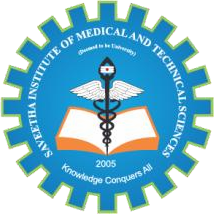 SAVEETHA INSTITUTE OF MEDICAL AND TECHNICAL SCIENCES
(Deemed to be University)
2005
Knowledge Conquers All